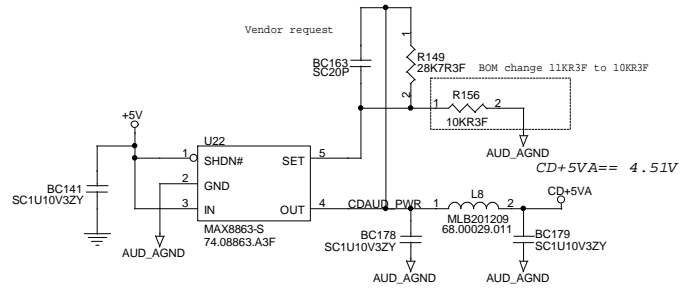 Vendor request
1
BC163
SC20P
R149
28K7R3F
BOM change 11KR3F to 10KR3F
2
1
R156
2
10KR3F
+5V
U22
AUD_AGND
1
SHDN#
SET
5
CD+5VA== 4.51V
BC141
SC1U10V3ZY
2
GND
3
IN
OUT
4
CDAUD_PWR
1
L8
2
CD+5VA
MAX8863-S
74.08863.A3F
MLB201209
68.00029.011
AUD_AGND
BC178
SC1U10V3ZY
BC179
SC1U10V3ZY
AUD_AGND
AUD_AGND